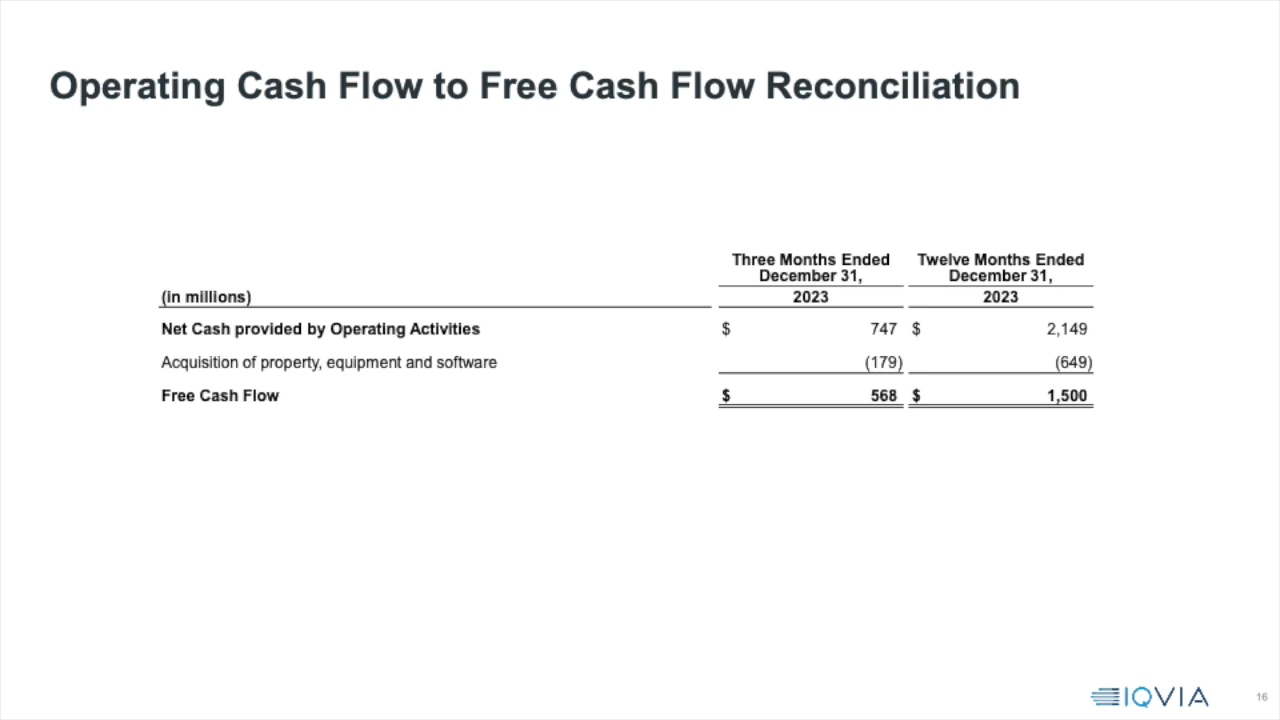 Operating Cash Flow to Free Cash Flow Reconciliation
Three Months Ended December 31, Twelve Months Ended December 31,
(in millions) 2023 2023
Net Cash provided by Operating Activities $ 747 $ 2,149
Acquisition of property, equipment and software (179) (649)
Free Cash Flow $ 568 $ 1,500
IQVIA 16